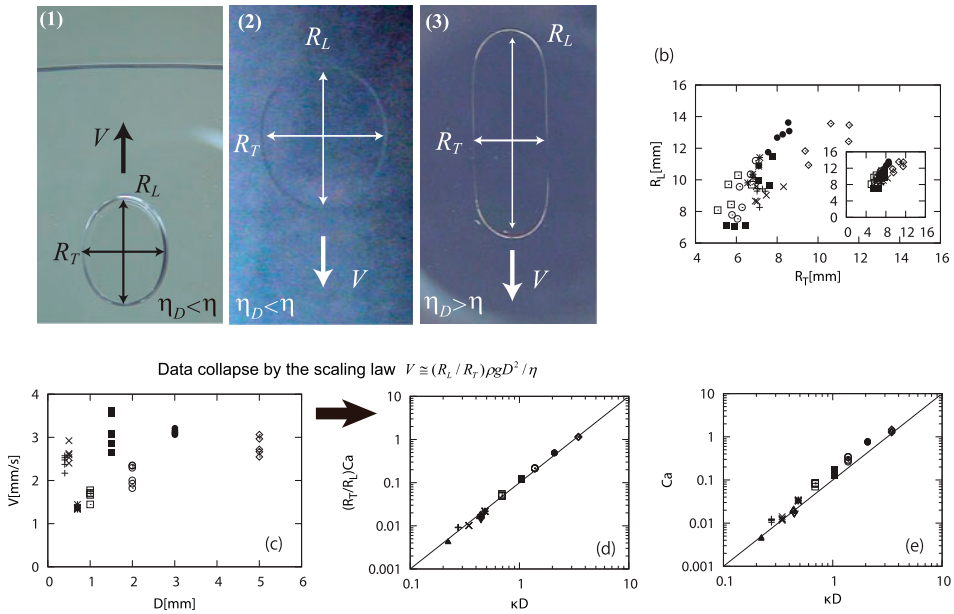 (1)
V
R_L
R_T
η_D<η
(2)
R_L
R_T
V
η_D<η
(3)
R_L
R_T
V
η_D>η
(b)
R_L[mm]
16
14
12
10
8
6
4 6 8 10 12 14 16
R_T[mm]
16
12
8
4
0
0 4 8 12 16
Data collapse by the scaling law V ≅ (R_L / R_T) ρgD² / η
V[mm/s]
4
3
2
1
0
0 1 2 3 4 5 6
D[mm]
(c)
(R_T/R_L)Ca
10
1
0.1
0.01
0.001
0.1 1 10
κD
(d)
Ca
10
1
0.1
0.01
0.001
0.1 1 10
κD
(e)